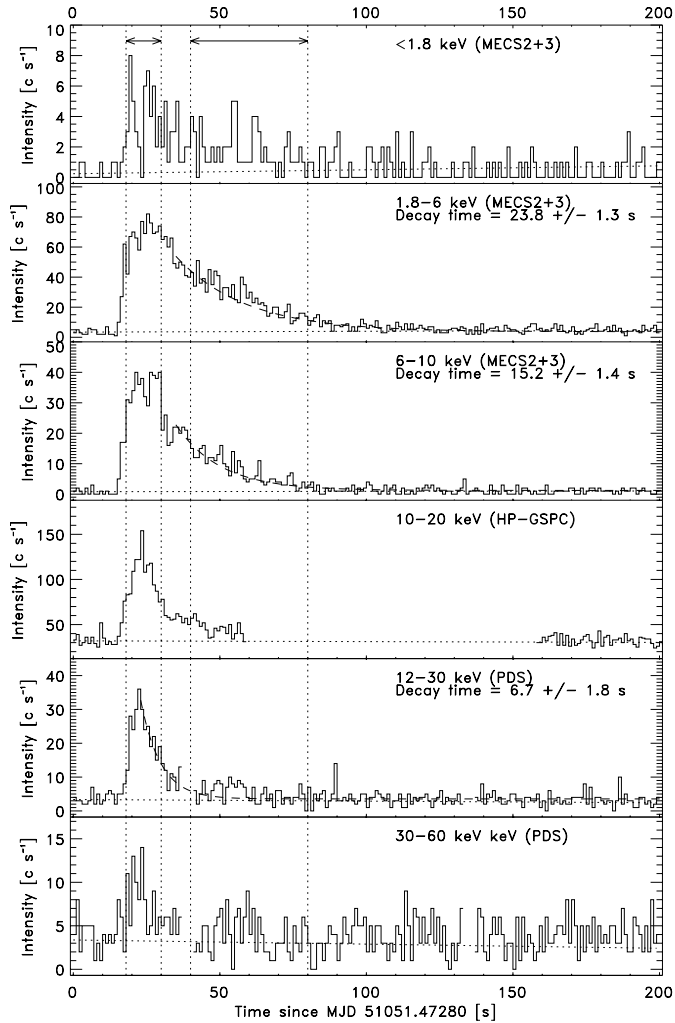 0 50 100 150 200
10
8
6
4
2
0
Intensity [c s⁻¹]
<1.8 keV (MECS2+3)
100
80
60
40
20
0
Intensity [c s⁻¹]
1.8−6 keV (MECS2+3)
Decay time = 23.8 +/− 1.3 s
50
40
30
20
10
0
Intensity [c s⁻¹]
6−10 keV (MECS2+3)
Decay time = 15.2 +/− 1.4 s
150
100
50
Intensity [c s⁻¹]
10−20 keV (HP−GSPC)
40
30
20
10
0
Intensity [c s⁻¹]
12−30 keV (PDS)
Decay time = 6.7 +/− 1.8 s
15
10
5
0
Intensity [c s⁻¹]
30−60 keV keV (PDS)
0 50 100 150 200
Time since MJD 51051.47280 [s]